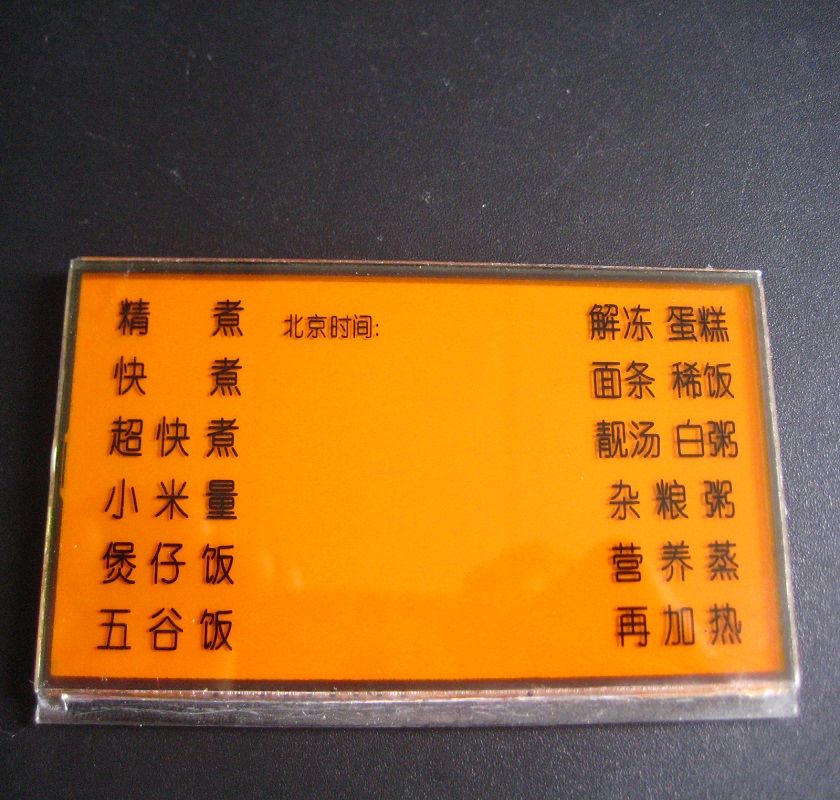 精 煮 北京时间: 解冻 蛋糕
快 煮 面条 稀饭
超快煮 靓汤 白粥
小米量 杂粮粥
煲仔饭 营养蒸
五谷饭 再加热